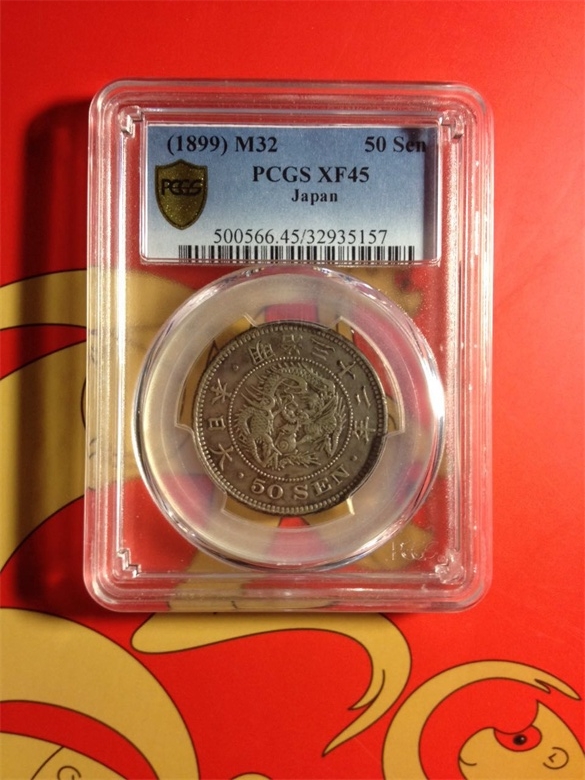 (1899) M32 50 Sen
PCGS XF45
Japan
PCGS
500566.45/32935157
大日本・明治三十二年・
50 SEN